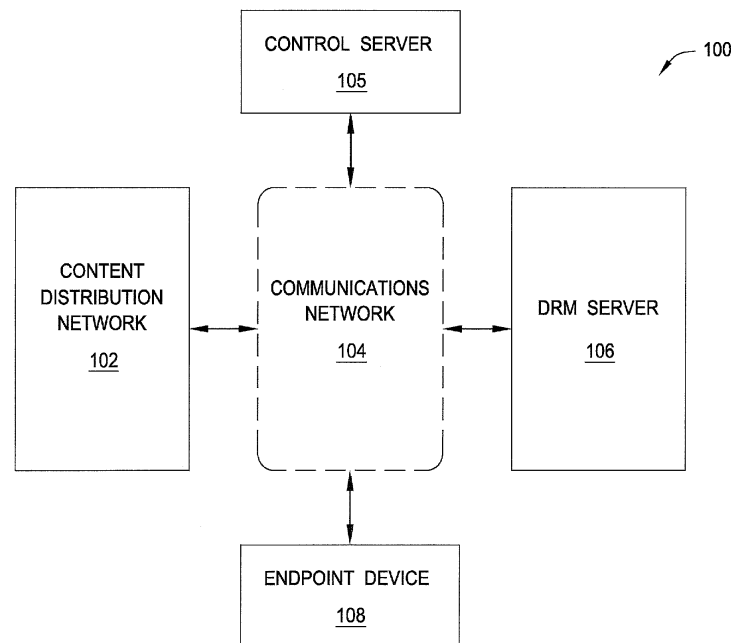 CONTROL SERVER
105
100
CONTENT
DISTRIBUTION
NETWORK
102
COMMUNICATIONS
NETWORK
104
DRM SERVER
106
ENDPOINT DEVICE
108